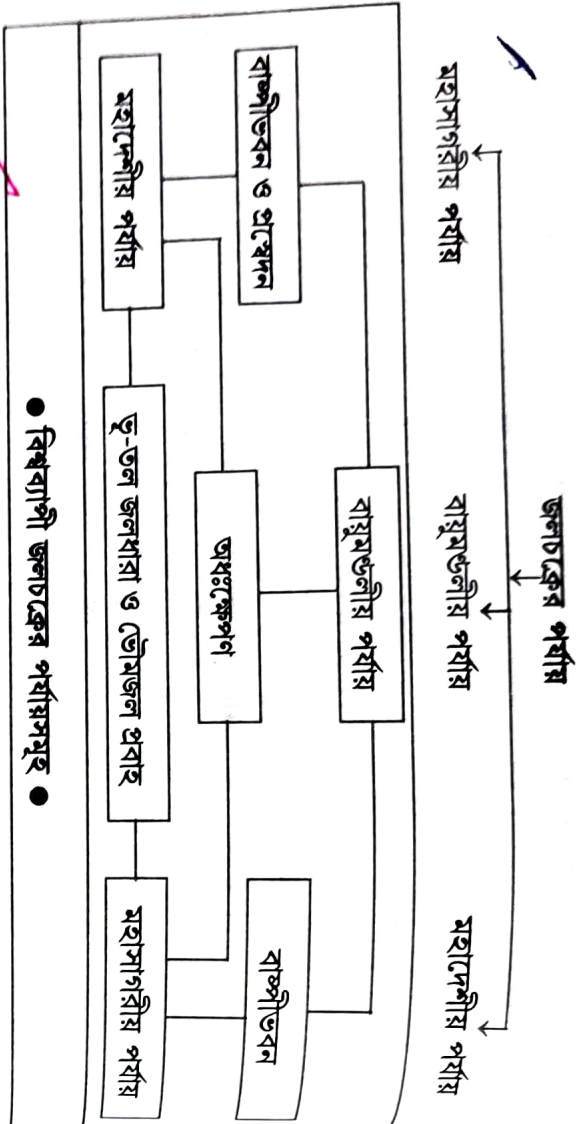 জলচক্রের পর্যায়
মহাসাগরীয় পর্যায়
বায়ুমণ্ডলীয় পর্যায়
মহাদেশীয় পর্যায়
বায়ুমণ্ডলীয় পর্যায়
বাষ্পীভবন ও প্রস্বেদন
বাষ্পীভবন
অধঃক্ষেপণ
মহাদেশীয় পর্যায়
ভূ-তল জলধারা ও ভৌমজল প্রবাহ
মহাসাগরীয় পর্যায়
● বিশ্বব্যাপী জলচক্রের পর্যায়সমূহ ●